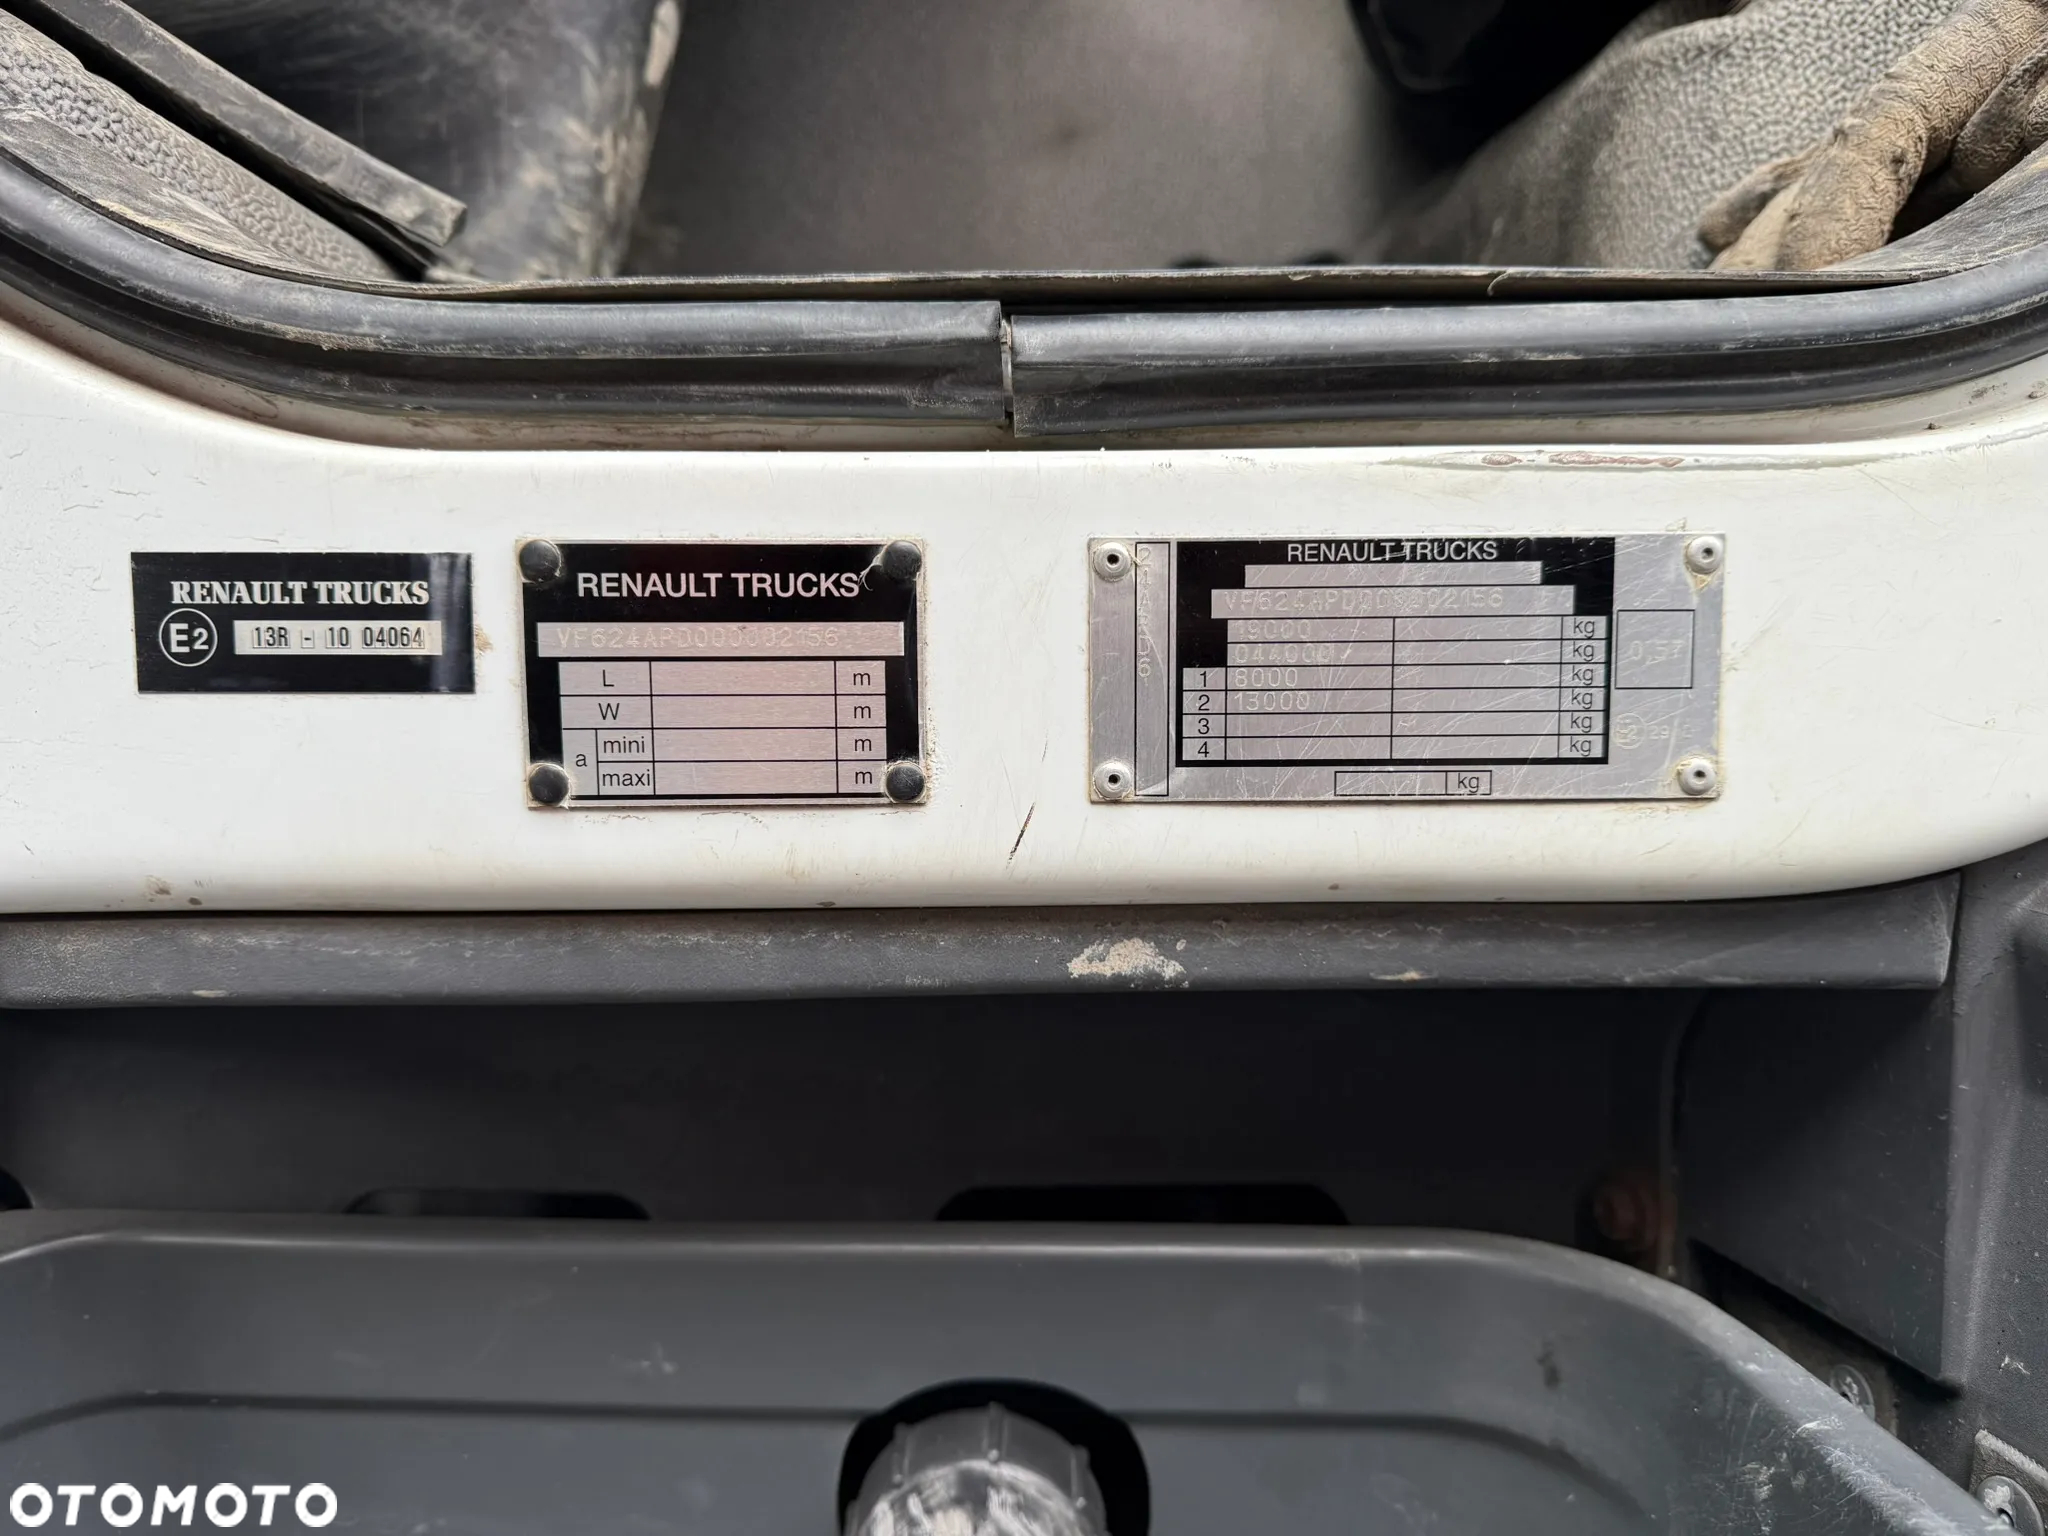 RENAULT TRUCKS
E2 13R - 10 04064
RENAULT TRUCKS
VF624APD000002156
L m
W m
a mini m
maxi m
RENAULT TRUCKS
VF624APD000002156
19000 kg
044000 kg
1 8000 kg
2 13000 kg
3 kg
4 kg
kg
0,57
OTOMOTO